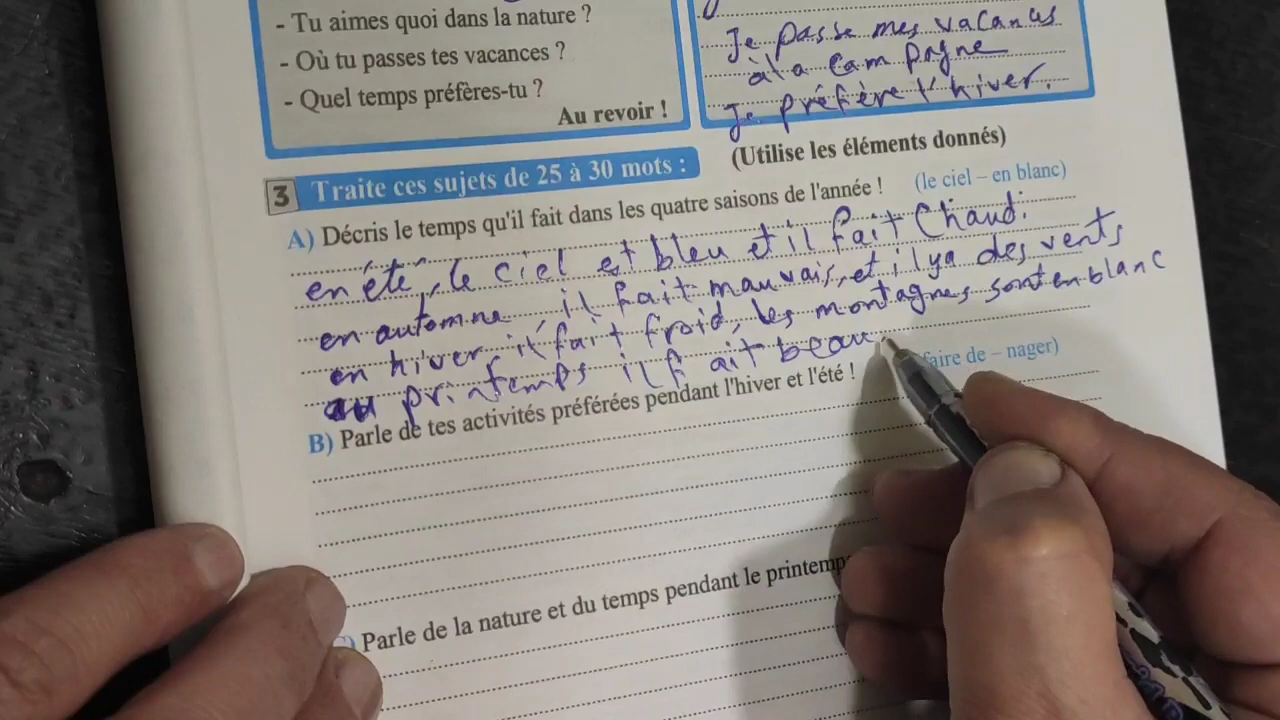 - Tu aimes quoi dans la nature ?
- Où tu passes tes vacances ?
- Quel temps préfères-tu ?
Au revoir !
Je passe mes vacances
à la campagne
Je préfère l'hiver.
3 Traite ces sujets de 25 à 30 mots :
(Utilise les éléments donnés)
A) Décris le temps qu'il fait dans les quatre saisons de l'année !
(le ciel – en blanc)
en été, le ciel est bleu et il fait Chaud.
en automne, il fait mauvais, et il ya des vents
en hiver, il fait froid, les montagnes sont en blanc
au printemps il fait beau
B) Parle de tes activités préférées pendant l'hiver et l'été !
faire de – nager)
C) Parle de la nature et du temps pendant le printemps